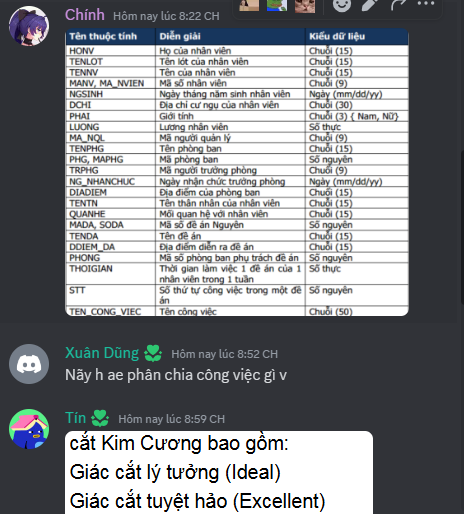 Chính Hôm nay lúc 8:22 CH
Tên thuộc tính Diễn giải Kiểu dữ liệu
HONV Họ của nhân viên Chuỗi (15)
TENLOT Tên lót của nhân viên Chuỗi (15)
TENNV Tên của nhân viên Chuỗi (15)
MANV, MA_NVIEN Mã số nhân viên Chuỗi (9)
NGSINH Ngày tháng năm sinh nhân viên Ngày (mm/dd/yy)
DCHI Địa chỉ cư ngụ của nhân viên Chuỗi (30)
PHAI Giới tính Chuỗi (3) { Nam, Nữ}
LUONG Lương nhân viên Số thực
MA_NQL Mã người quản lý Chuỗi (9)
TENPHG Tên phòng ban Chuỗi (15)
PHG, MAPHG Mã phòng ban Số nguyên
TRPHG Mã người trưởng phòng Chuỗi (9)
NG_NHANCHUC Ngày nhận chức trưởng phòng Ngày (mm/dd/yy)
DIADIEM Địa điểm của phòng ban Chuỗi (15)
TENTN Tên thân nhân của nhân viên Chuỗi (15)
QUANHE Mối quan hệ với nhân viên Chuỗi (15)
MADA, SODA Mã số đề án Nguyên Số nguyên
TENDA Tên đề án Chuỗi (15)
DDIEM_DA Địa điểm diễn ra đề án Chuỗi (15)
PHONG Mã số phòng ban phụ trách đề án Số nguyên
THOIGIAN Thời gian làm việc 1 đề án của 1 Số thực
nhân viên trong 1 tuần
STT Số thứ tự công việc trong một đề Số nguyên
án
TEN_CONG_VIEC Tên công việc Chuỗi (50)
Xuân Dũng Hôm nay lúc 8:52 CH
Nãy h ae phân chia công việc gì v
Tín Hôm nay lúc 8:59 CH
cắt Kim Cương bao gồm:
Giác cắt lý tưởng (Ideal)
Giác cắt tuyệt hảo (Excellent)